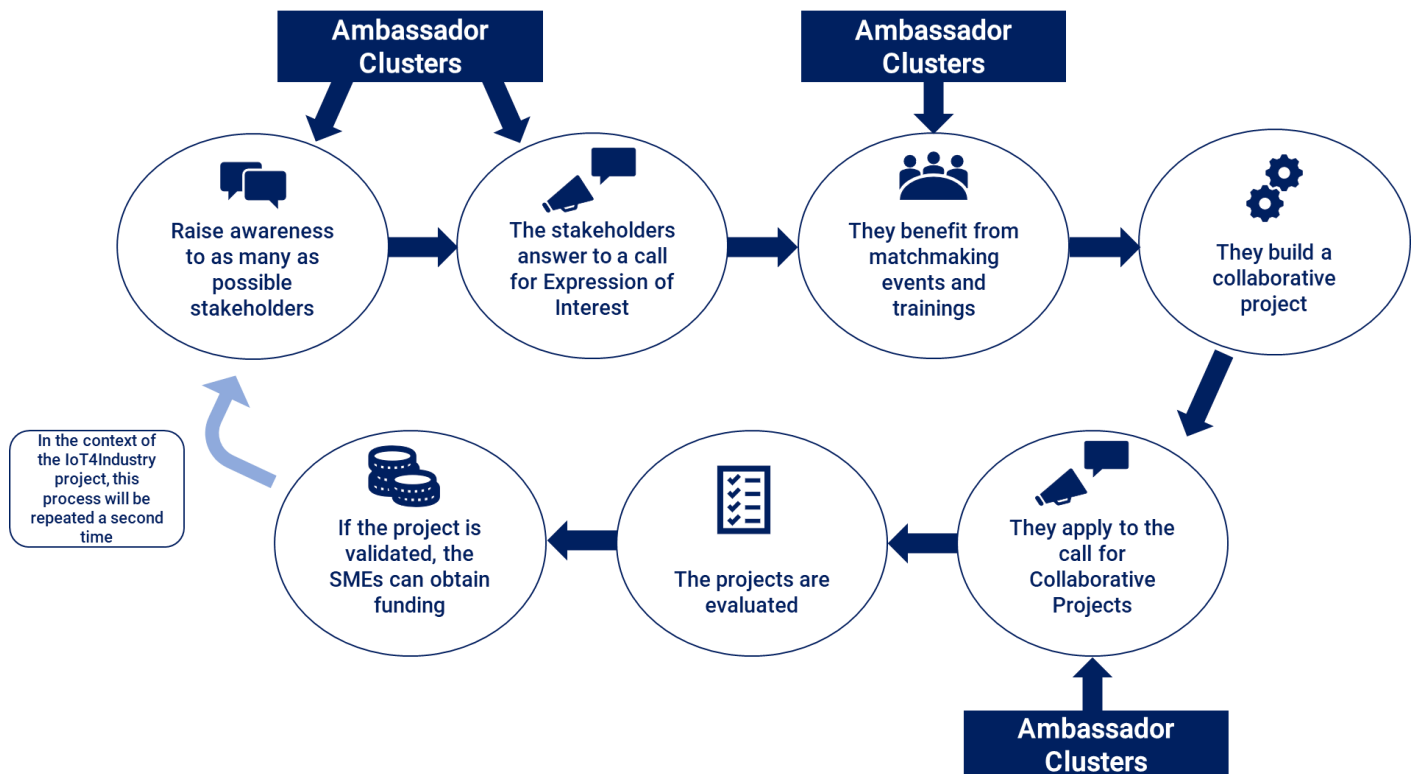 Ambassador
Clusters
Ambassador
Clusters
Raise awareness
to as many as
possible
stakeholders
The stakeholders
answer to a call
for Expression of
Interest
They benefit from
matchmaking
events and
trainings
They build a
collaborative
project
In the context of
the IoT4Industry
project, this
process will be
repeated a second
time
If the project is
validated, the
SMEs can obtain
funding
The projects are
evaluated
They apply to the
call for
Collaborative
Projects
Ambassador
Clusters